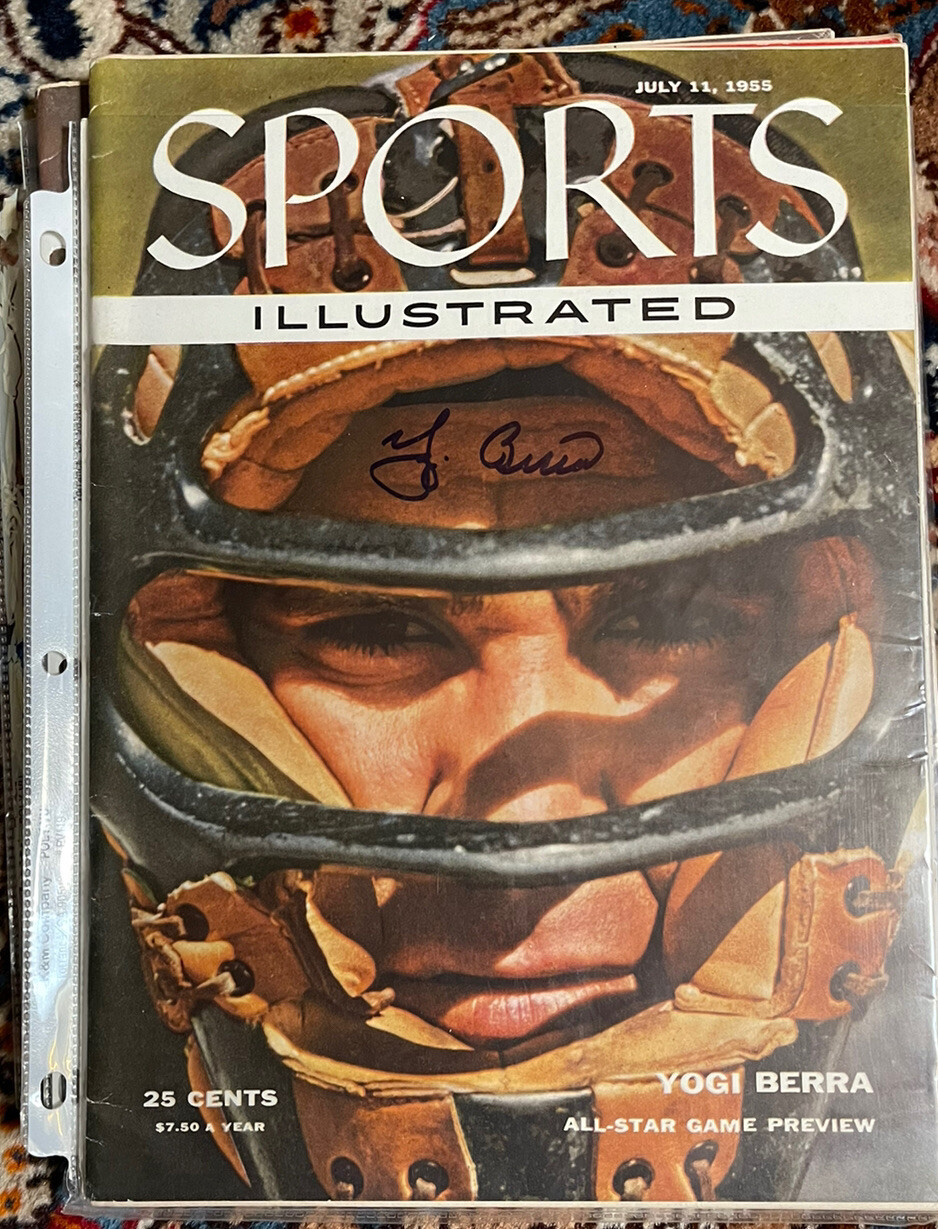 JULY 11, 1955
SPORTS
ILLUSTRATED
Y. Berra
25 CENTS
$7.50 A YEAR
YOGI BERRA
ALL-STAR GAME PREVIEW